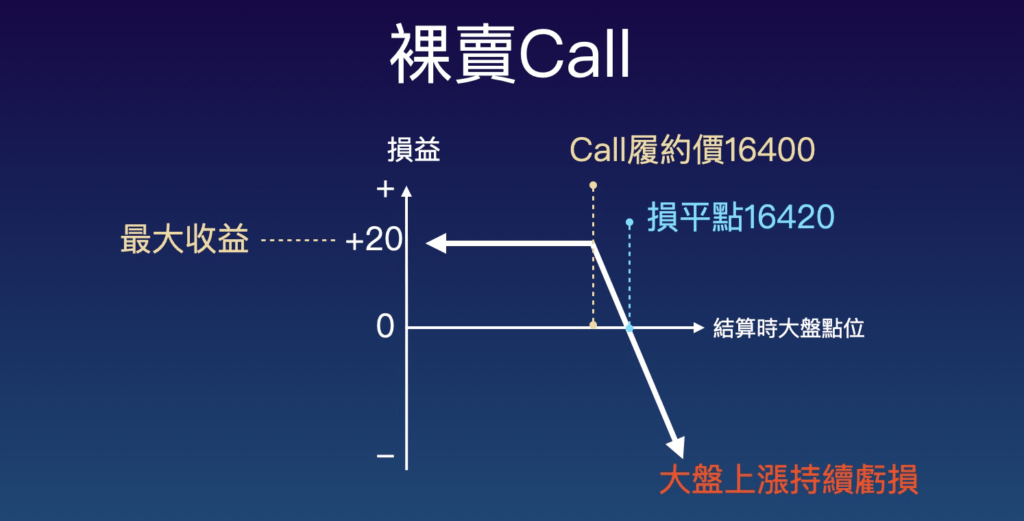 裸賣Call
損益
Call履約價16400
+
損平點16420
最大收益
+20
0
結算時大盤點位
−
大盤上漲持續虧損